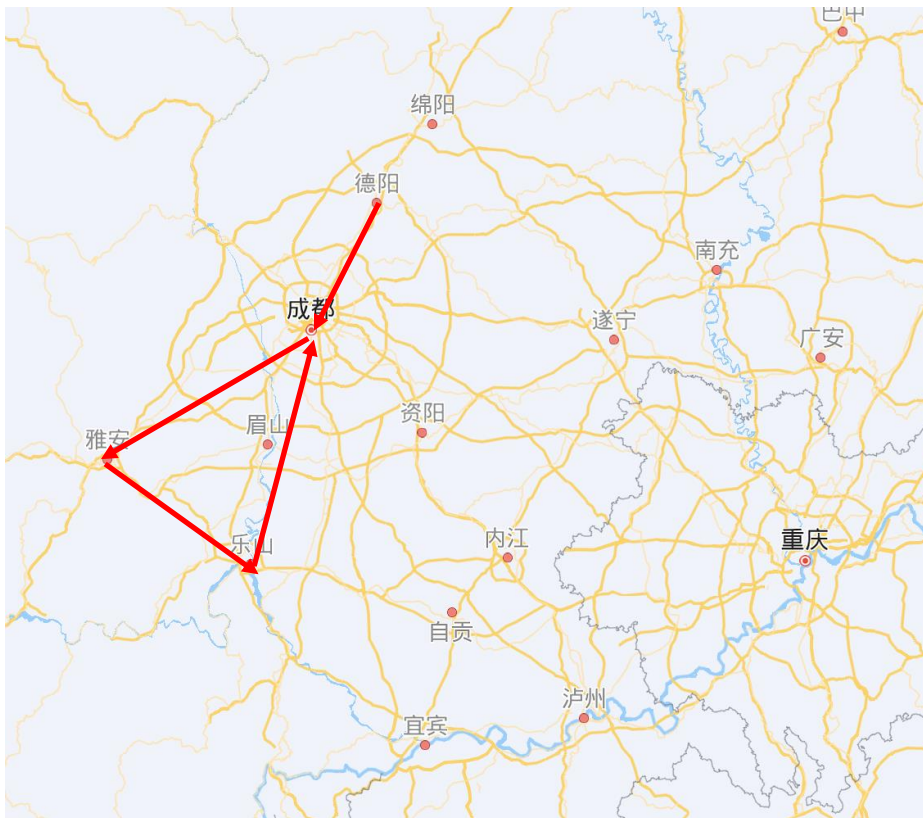 巴中
绵阳
德阳
南充
成都
遂宁
广安
资阳
眉山
雅安
重庆
内江
乐山
自贡
泸州
宜宾